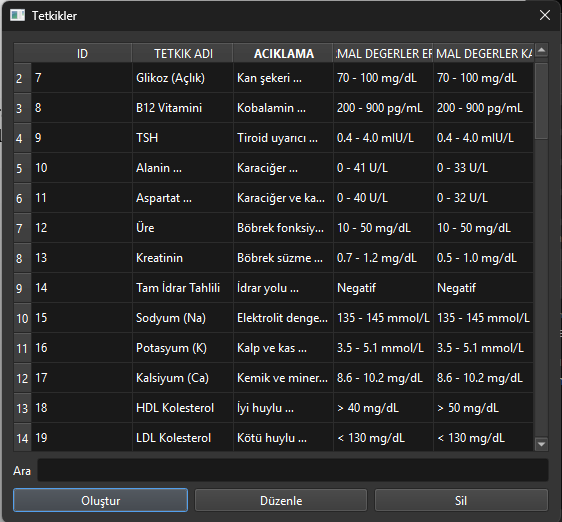 Tetkikler
ID TETKIK ADI ACIKLAMA .MAL DEGERLER EF MAL DEGERLER KA
2 7 Glikoz (Açlık) Kan şekeri ... 70 - 100 mg/dL 70 - 100 mg/dL
3 8 B12 Vitamini Kobalamin ... 200 - 900 pg/mL 200 - 900 pg/mL
4 9 TSH Tiroid uyarıcı ... 0.4 - 4.0 mIU/L 0.4 - 4.0 mIU/L
5 10 Alanin ... Karaciğer ... 0 - 41 U/L 0 - 33 U/L
6 11 Aspartat ... Karaciğer ve ka... 0 - 40 U/L 0 - 32 U/L
7 12 Üre Böbrek fonksiy... 10 - 50 mg/dL 10 - 50 mg/dL
8 13 Kreatinin Böbrek süzme ... 0.7 - 1.2 mg/dL 0.5 - 1.0 mg/dL
9 14 Tam İdrar Tahlili İdrar yolu ... Negatif Negatif
10 15 Sodyum (Na) Elektrolit denge... 135 - 145 mmol/L 135 - 145 mmol/L
11 16 Potasyum (K) Kalp ve kas ... 3.5 - 5.1 mmol/L 3.5 - 5.1 mmol/L
12 17 Kalsiyum (Ca) Kemik ve miner... 8.6 - 10.2 mg/dL 8.6 - 10.2 mg/dL
13 18 HDL Kolesterol İyi huylu ... > 40 mg/dL > 50 mg/dL
14 19 LDL Kolesterol Kötü huylu ... < 130 mg/dL < 130 mg/dL
Ara
Oluştur Düzenle Sil